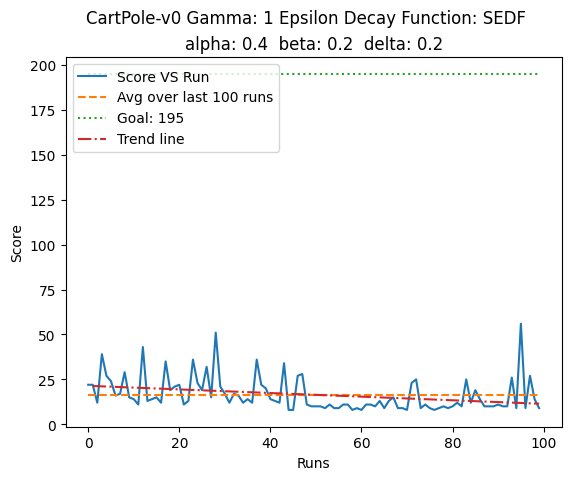 CartPole-v0 Gamma: 1 Epsilon Decay Function: SEDF
alpha: 0.4 beta: 0.2 delta: 0.2
Score VS Run
Avg over last 100 runs
Goal: 195
Trend line
200
175
150
125
100
75
50
25
0
Score
0 20 40 60 80 100
Runs